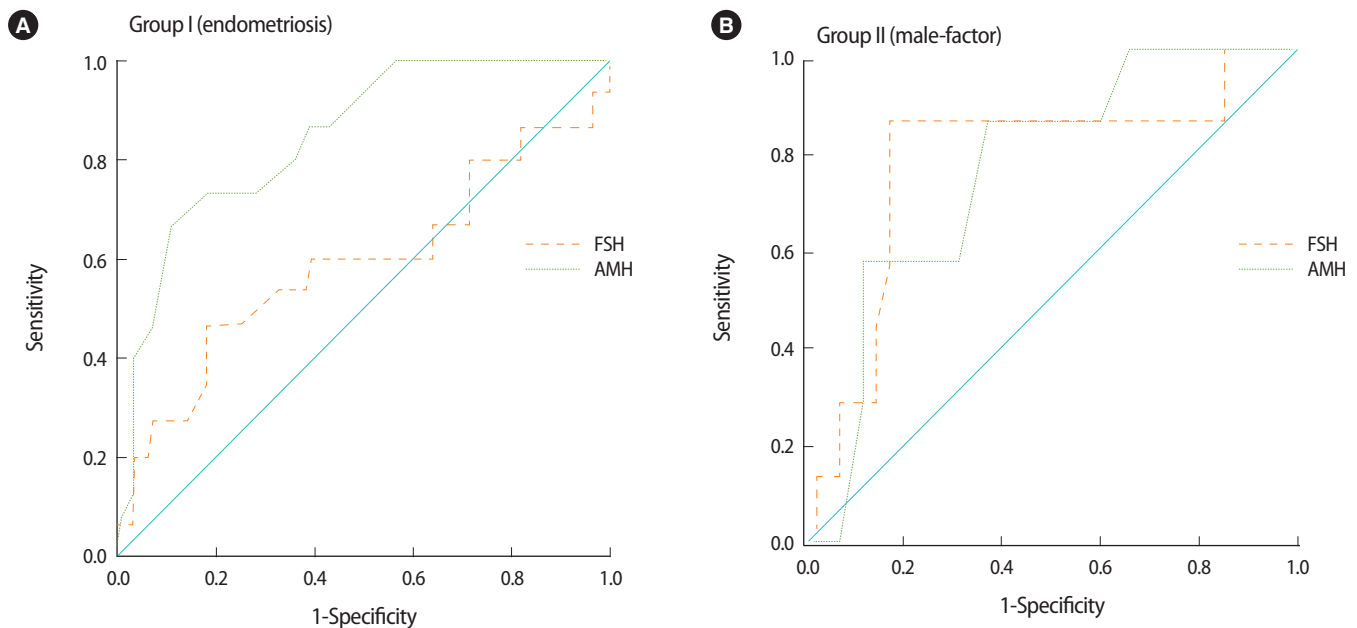 A
Group I (endometriosis)
1.0
0.8
0.6
0.4
0.2
0.0
Sensitivity
FSH
AMH
0.0 0.2 0.4 0.6 0.8 1.0
1-Specificity
B
Group II (male-factor)
1.0
0.8
0.6
0.4
0.2
0.0
Sensitivity
FSH
AMH
0.0 0.2 0.4 0.6 0.8 1.0
1-Specificity